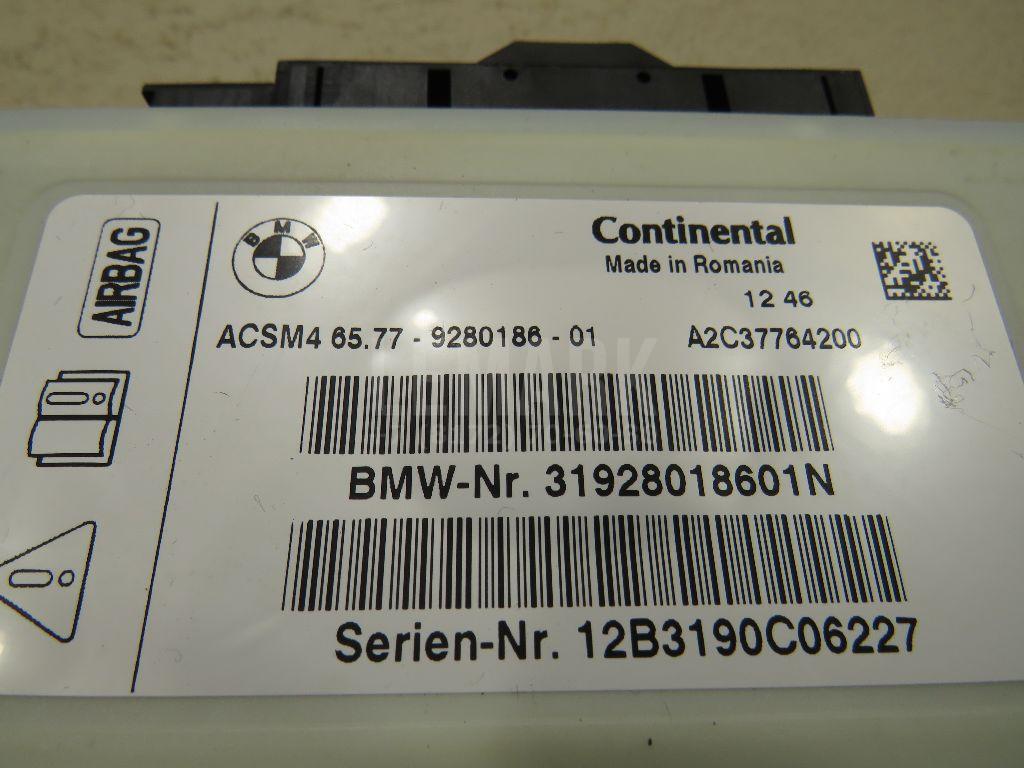 AIRBAG
BMW
Continental
Made in Romania
12 46
ACSM4 65.77 - 9280186 - 01 A2C37764200
BMW-Nr. 31928018601N
Serien-Nr. 12B3190C06227